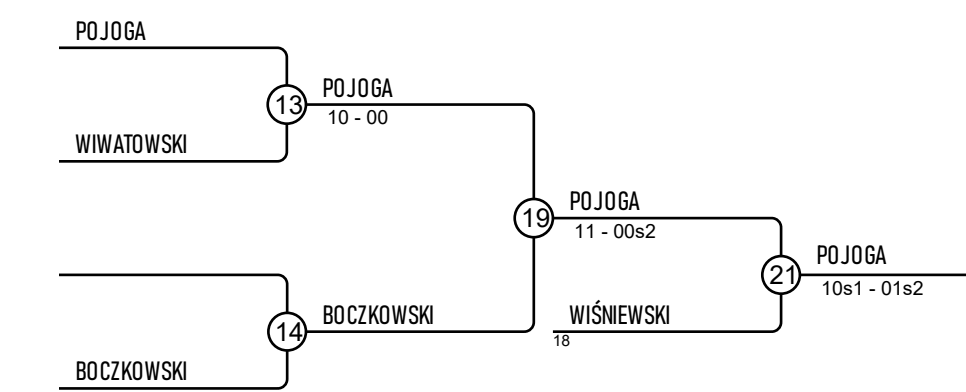 POJOGA
POJOGA
13
10 - 00
WIWATOWSKI
POJOGA
19
11 - 00s2
POJOGA
21
10s1 - 01s2
BOCZKOWSKI
14
WIŚNIEWSKI
18
BOCZKOWSKI